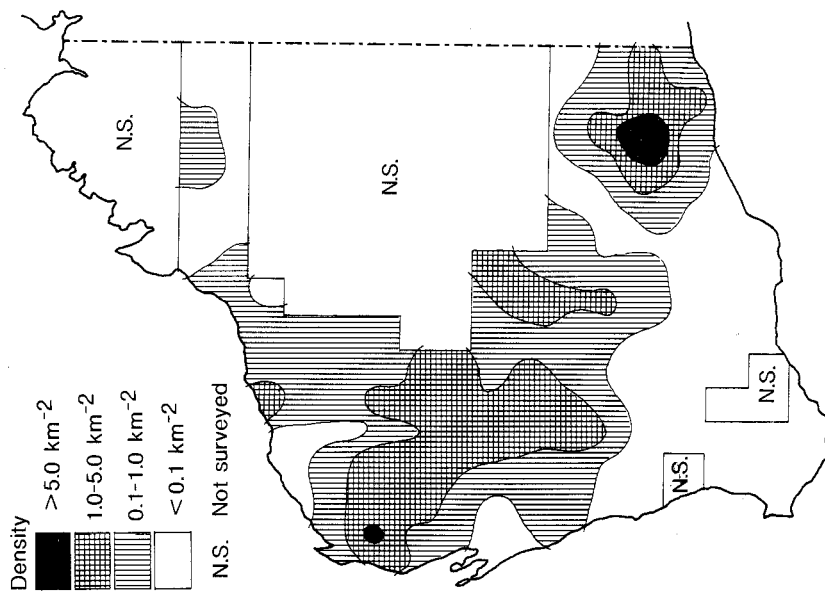 Density
>5.0 km⁻²
1.0-5.0 km⁻²
0.1-1.0 km⁻²
<0.1 km⁻²
N.S. Not surveyed
N.S.
N.S.
N.S.
N.S.